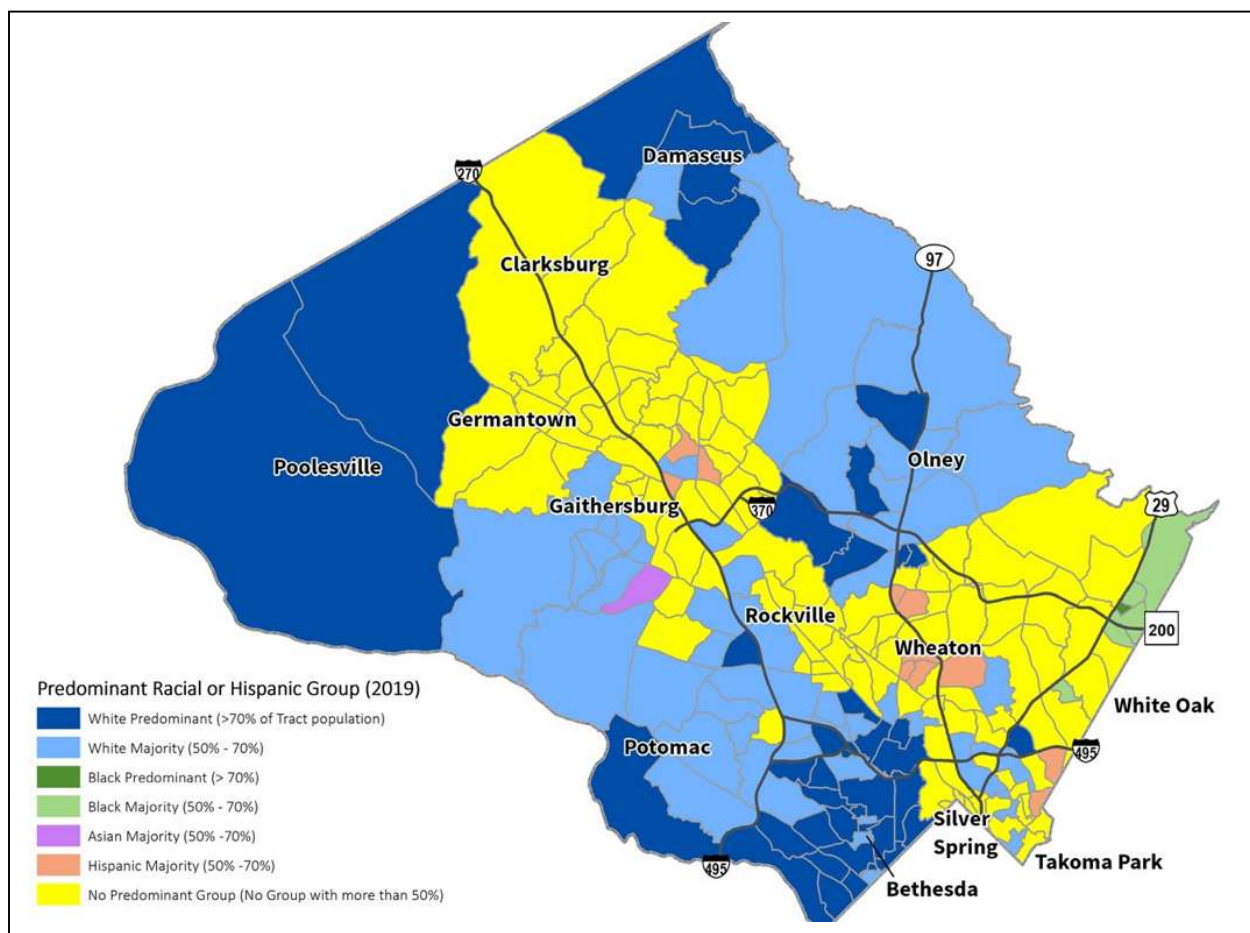 Damascus
270
97
Clarksburg
Germantown
Olney
Poolesville
29
Gaithersburg
370
Rockville
Wheaton
200
Predominant Racial or Hispanic Group (2019)
White Predominant (>70% of Tract population)
White Majority (50% - 70%)
Black Predominant (> 70%)
Black Majority (50% - 70%)
Asian Majority (50% -70%)
Hispanic Majority (50% -70%)
No Predominant Group (No Group with more than 50%)
White Oak
Potomac
495
Silver
Spring
Takoma Park
495
Bethesda